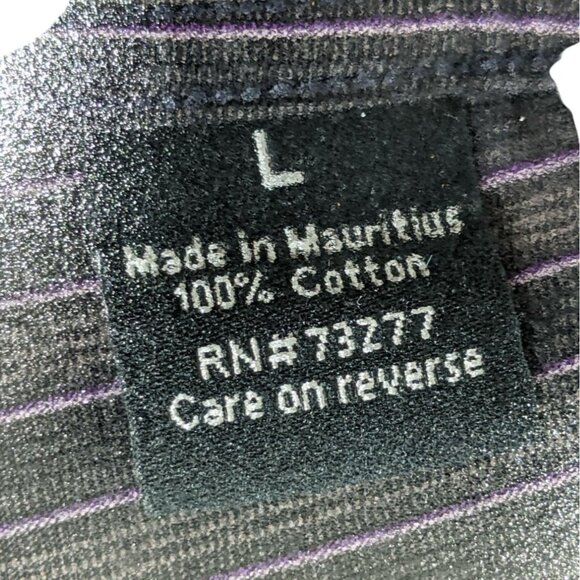 L
Made in Mauritius
100% Cotton
RN#73277
Care on reverse